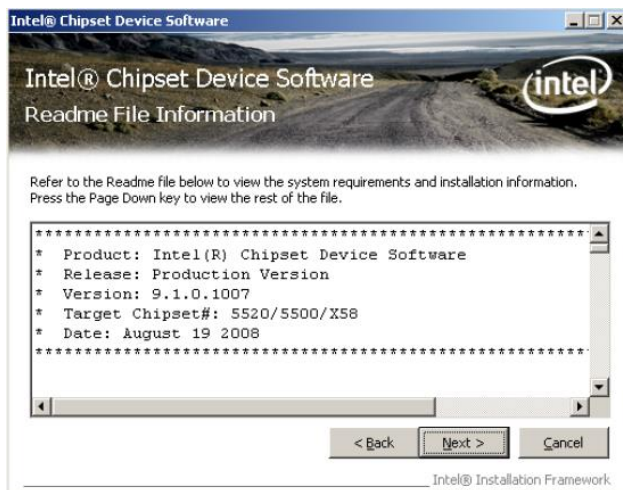 Intel® Chipset Device Software
Intel® Chipset Device Software
intel
Readme File Information
Refer to the Readme file below to view the system requirements and installation information.
Press the Page Down key to view the rest of the file.
************************************************************
* Product: Intel(R) Chipset Device Software
* Release: Production Version
* Version: 9.1.0.1007
* Target Chipset#: 5520/5500/X58
* Date: August 19 2008
************************************************************
< Back Next > Cancel
Intel® Installation Framework